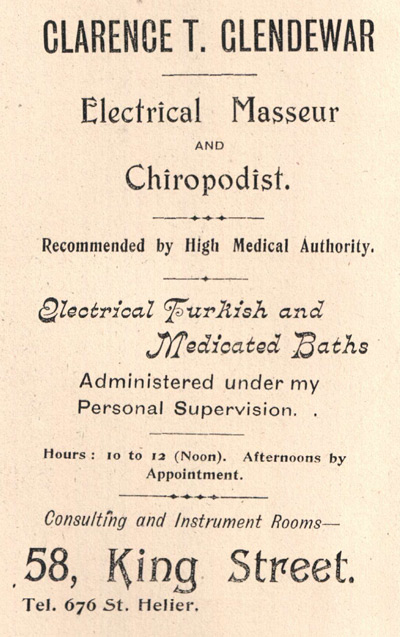 CLARENCE T. GLENDEWAR
Electrical Masseur
AND
Chiropodist.
Recommended by High Medical Authority.
Electrical Turkish and
Medicated Baths
Administered under my
Personal Supervision. .
Hours : 10 to 12 (Noon). Afternoons by
Appointment.
Consulting and Instrument Rooms—
58, King Street.
Tel. 676 St. Helier.